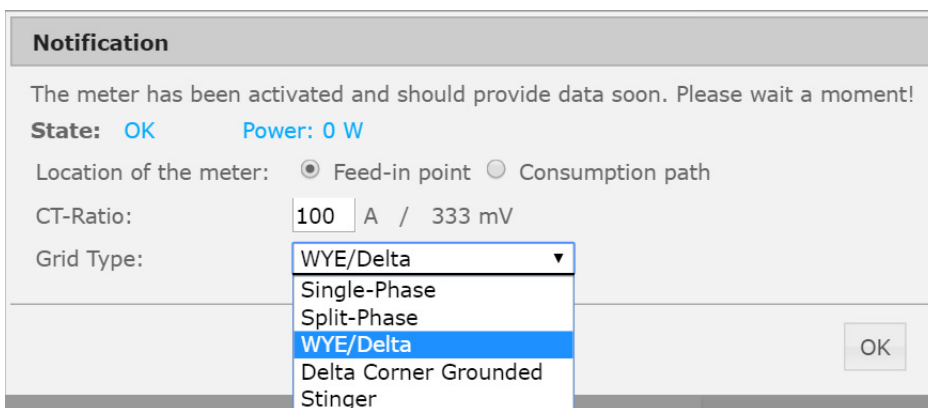 Notification
The meter has been activated and should provide data soon. Please wait a moment!
State: OK Power: 0 W
Location of the meter: Feed-in point Consumption path
CT-Ratio: 100 A / 333 mV
Grid Type: WYE/Delta
Single-Phase
Split-Phase
WYE/Delta
OK
Delta Corner Grounded
Stinger